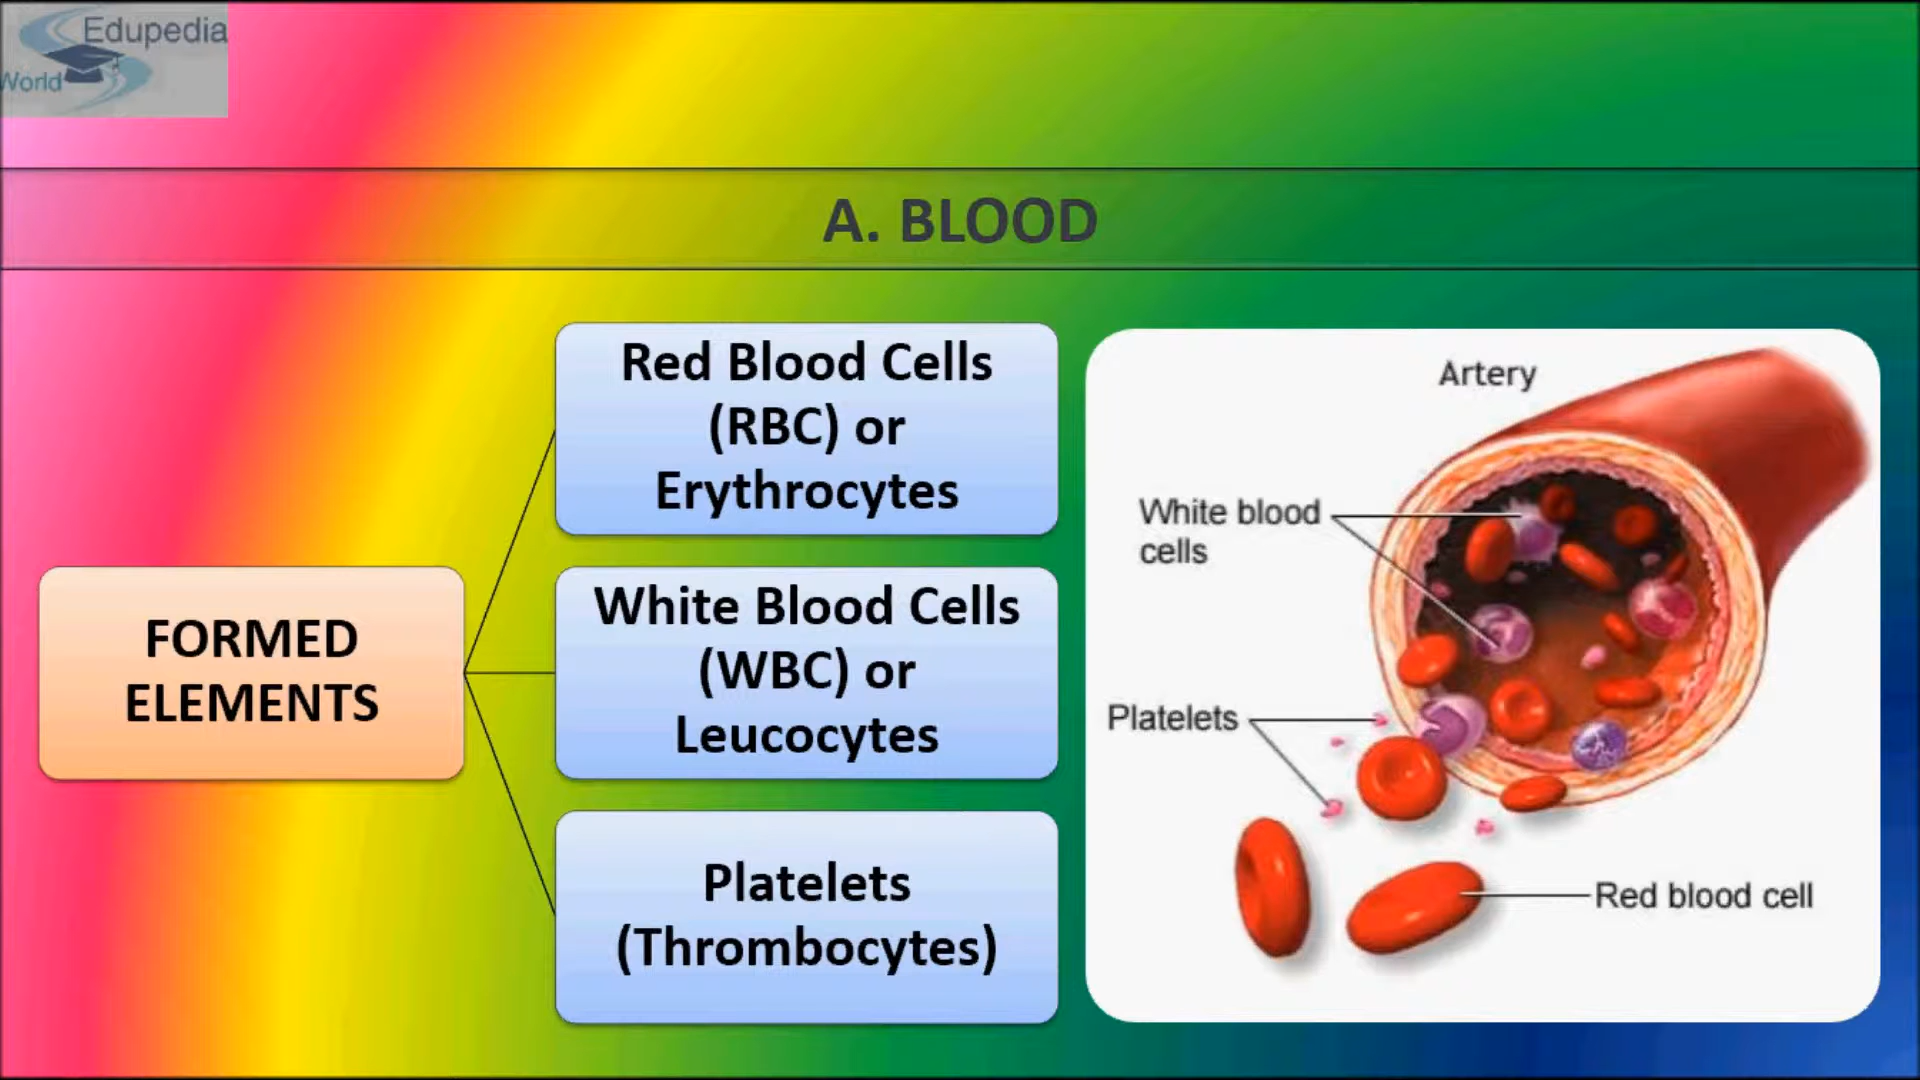 Edupedia
World
A. BLOOD
FORMED
ELEMENTS
Red Blood Cells
(RBC) or
Erythrocytes
White Blood Cells
(WBC) or
Leucocytes
Platelets
(Thrombocytes)
Artery
White blood
cells
Platelets
Red blood cell